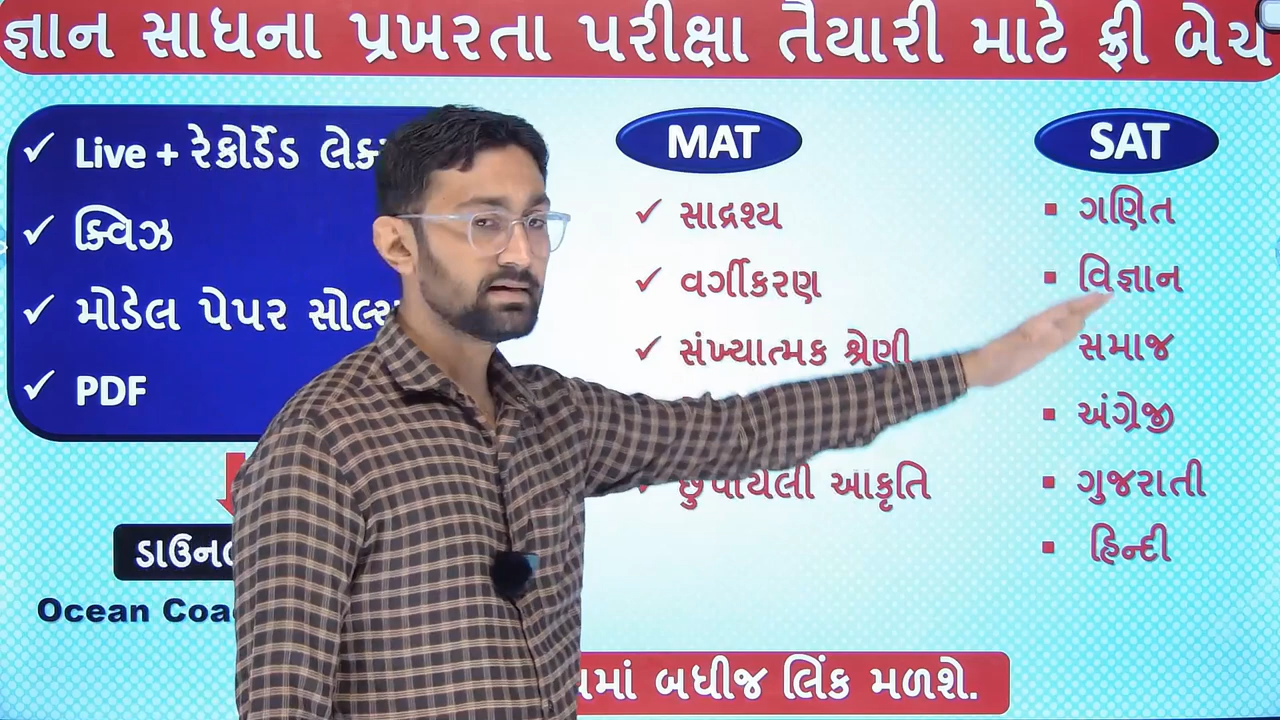 જ્ઞાન સાધના પ્રખરતા પરીક્ષા તૈયારી માટે ફ્રી બેચ
Live + રેકોર્ડેડ
ક્વિઝ
મોડેલ પેપર
PDF
Ocean
MAT
સાદ્રશ્ય
વર્ગીકરણ
સંખ્યાત્મક શ્રેણી
છુપાયેલી આકૃતિ
SAT
ગણિત
વિજ્ઞાન
સમાજ
અંગ્રેજી
ગુજરાતી
હિન્દી
બધીજ લિંક મળશે.